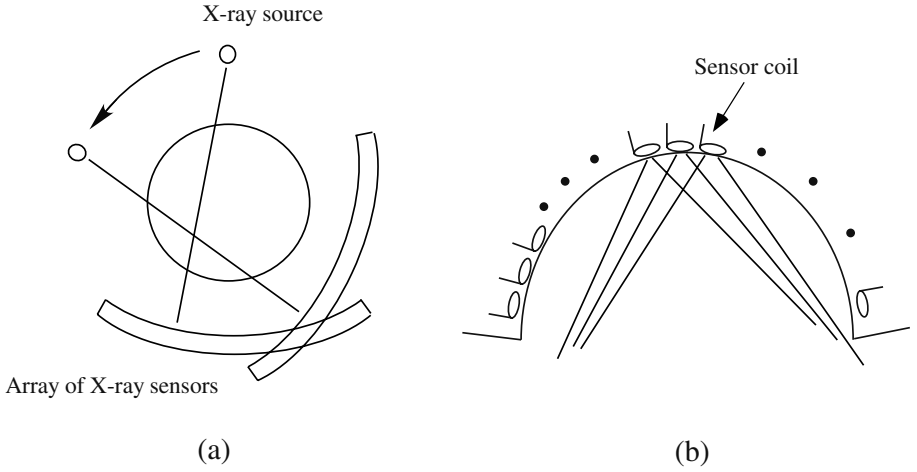 X-ray source
Sensor coil
Array of X-ray sensors
(a)
(b)